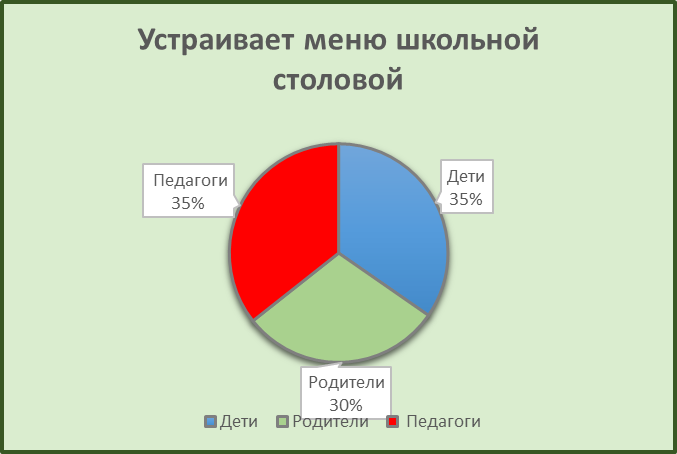 Устраивает меню школьной
столовой
Педагоги
35%
Дети
35%
Родители
30%
Дети Родители Педагоги